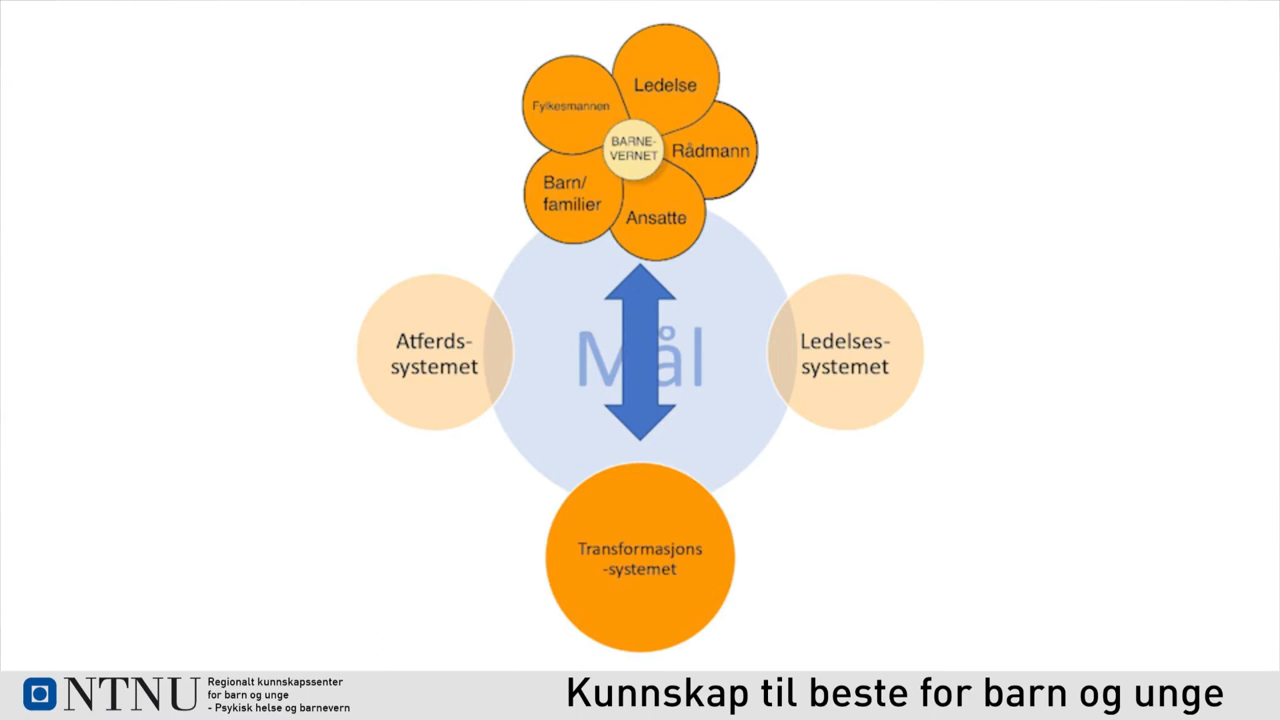 Ledelse
Fylkesmannen
BARNE-
VERNET
Rådmann
Barn/
familier
Ansatte
Atferds-
systemet
Mål
Ledelses-
systemet
Transformasjons
-systemet
NTNU
Regionalt kunnskapssenter
for barn og unge
- Psykisk helse og barnevern
Kunnskap til beste for barn og unge